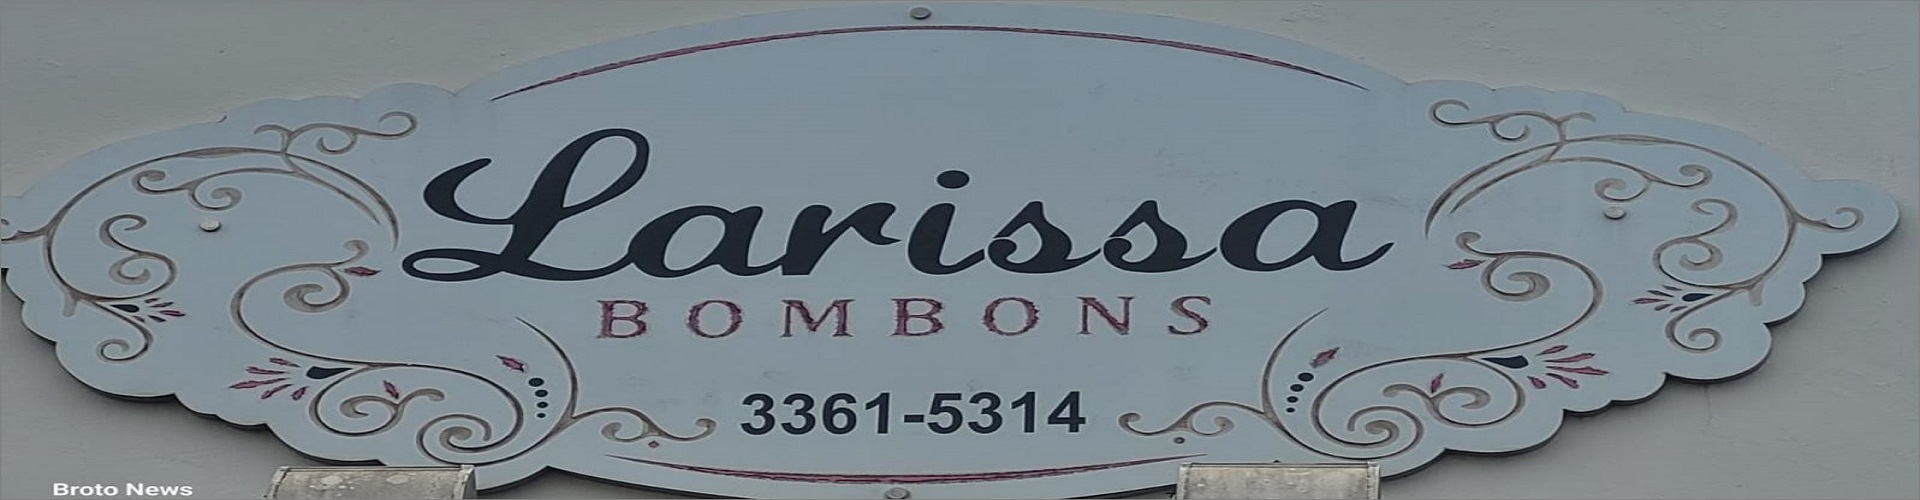 Larissa
BOMBONS
3361-5314
Broto News